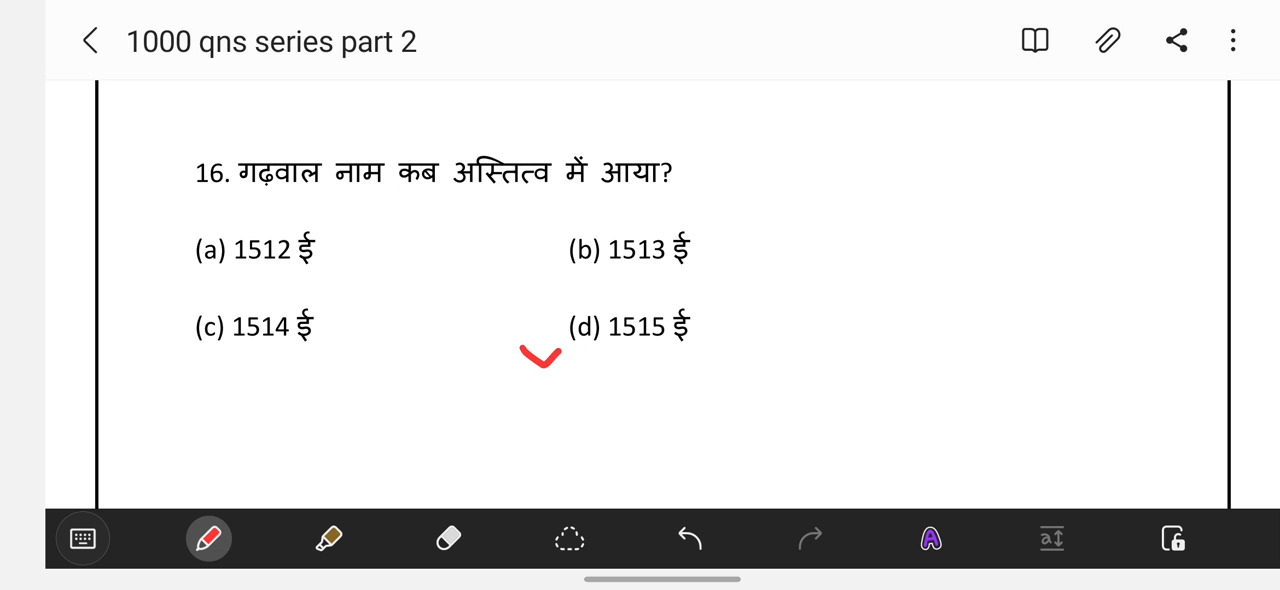 1000 qns series part 2
16. गढ़वाल नाम कब अस्तित्व में आया?
(a) 1512 ई (b) 1513 ई
(c) 1514 ई (d) 1515 ई
A
a